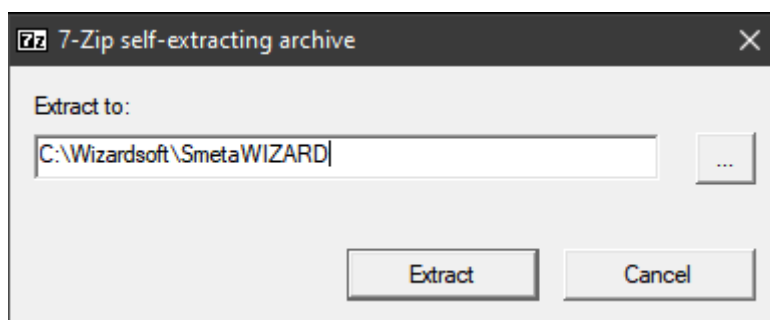 7z 7-Zip self-extracting archive
Extract to:
C:\Wizardsoft\SmetaWIZARD
...
Extract Cancel